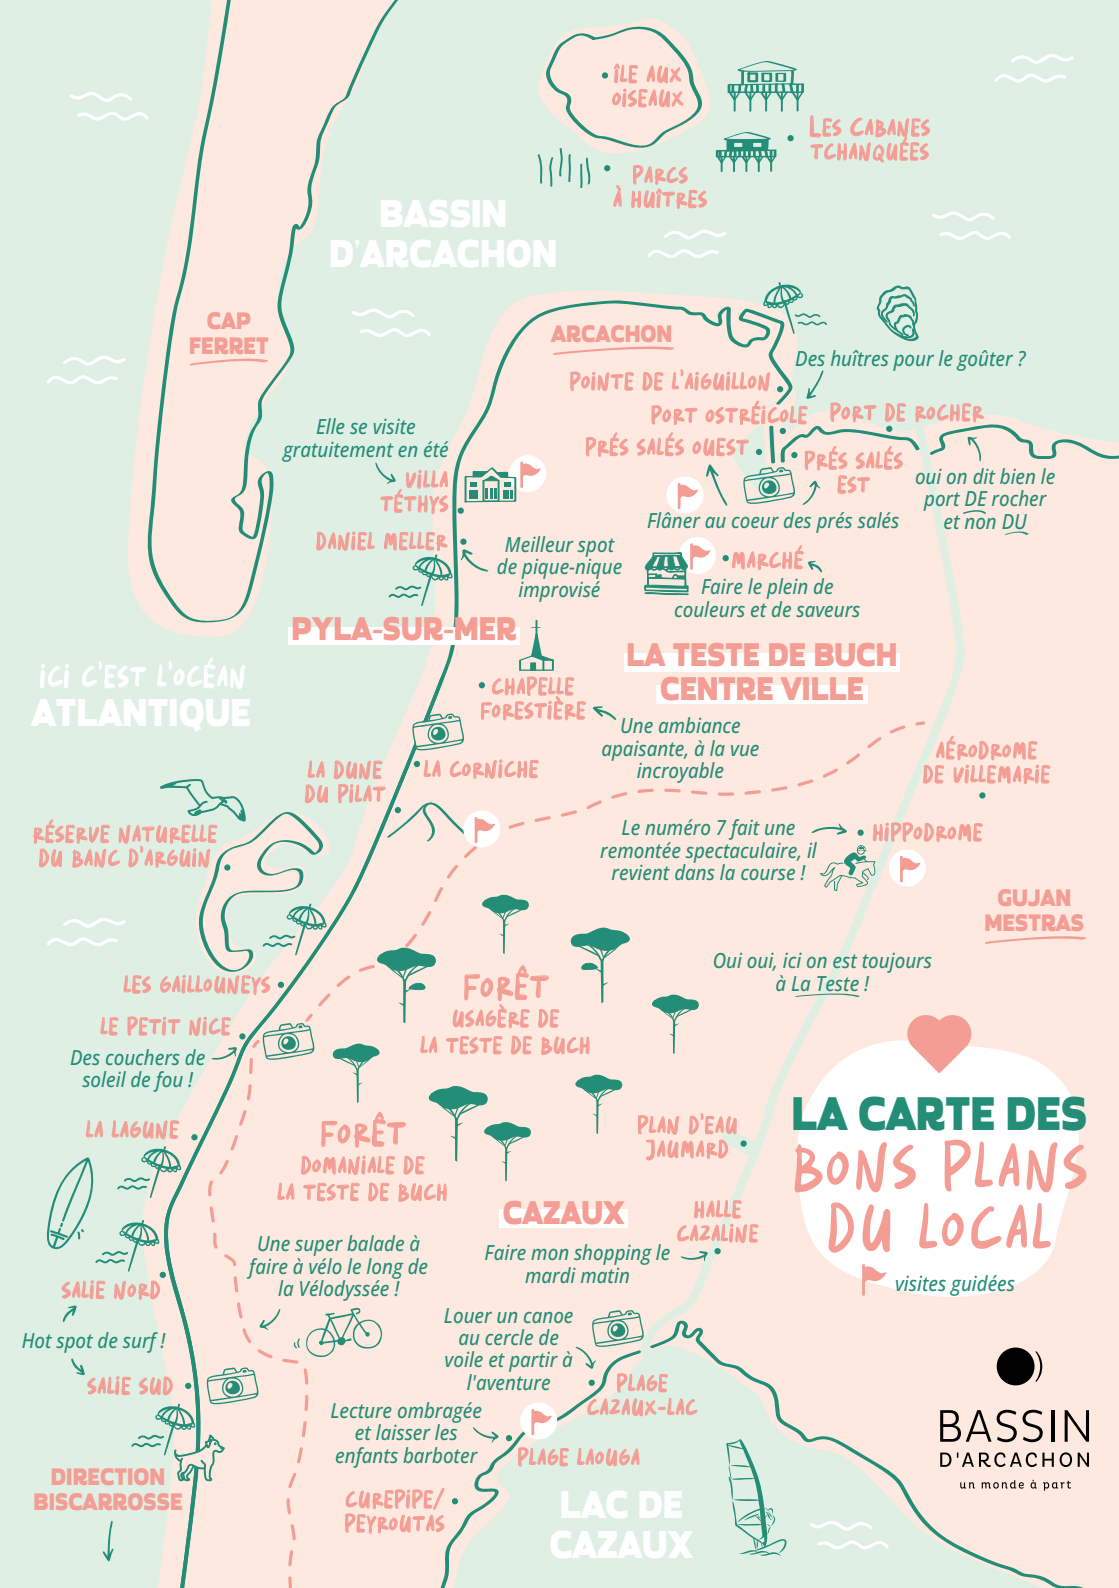 ÎLE AUX
OISEAUX
LES CABANES
TCHANQUÉES
PARCS
À HUÎTRES
BASSIN
D'ARCACHON
CAP
FERRET
ARCACHON
Des huîtres pour le goûter ?
POINTE DE L'AIGUILLON
PORT OSTRÉICOLE
PORT DE ROCHER
Elle se visite
gratuitement en été
PRÉS SALÉS OUEST
PRÉS SALÉS
EST
VILLA
TÉTHYS
oui on dit bien le
port DE rocher
et non DU
Flâner au coeur des prés salés
DANIEL MELLER
Meilleur spot
de pique-nique
improvisé
MARCHÉ
Faire le plein de
couleurs et de saveurs
PYLA-SUR-MER
LA TESTE DE BUCH
CENTRE VILLE
ICI C'EST L'OCÉAN
ATLANTIQUE
CHAPELLE
FORESTIÈRE
Une ambiance
apaisante, à la vue
incroyable
AÉRODROME
DE VILLEMARIE
LA DUNE
DU PILAT
LA CORNICHE
RÉSERVE NATURELLE
DU BANC D'ARGUIN
Le numéro 7 fait une
remontée spectaculaire, il
revient dans la course !
HIPPODROME
GUJAN
MESTRAS
Oui oui, ici on est toujours
à La Teste !
LES GAILLOUNEYS
FORÊT
USAGÈRE DE
LA TESTE DE BUCH
LE PETIT NICE
Des couchers de
soleil de fou !
LA LAGUNE
FORÊT
DOMANIALE DE
LA TESTE DE BUCH
PLAN D'EAU
JAUMARD
LA CARTE DES
BONS PLANS
DU LOCAL
visites guidées
CAZAUX
HALLE
CAZALINE
Faire mon shopping le
mardi matin
Une super balade à
faire à vélo le long de
la Vélodyssée !
SALIE NORD
Hot spot de surf !
SALIE SUD
Louer un canoe
au cercle de
voile et partir à
l'aventure
PLAGE
CAZAUX-LAC
Lecture ombragée
et laisser les
enfants barboter
PLAGE LAOUGA
DIRECTION
BISCARROSSE
CUREPIPE/
PEYROUTAS
LAC DE
CAZAUX
BASSIN
D'ARCACHON
un monde à part